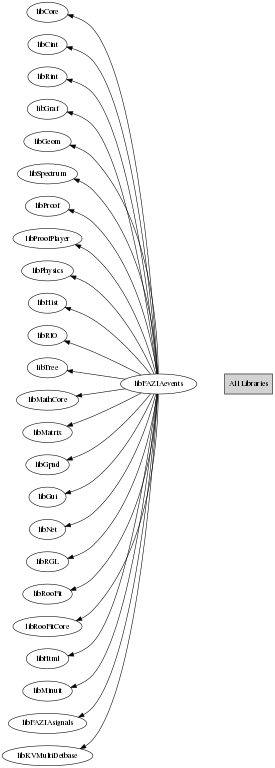 libCore
libCint
libRint
libGraf
libGeom
libSpectrum
libProof
libProofPlayer
libPhysics
libHist
libRIO
libTree
libFAZIAevents
All Libraries
libMathCore
libMatrix
libGpad
libGui
libNet
libRGL
libRooFit
libRooFitCore
libHtml
libMinuit
libFAZIAsignals
libKVMultiDetbase